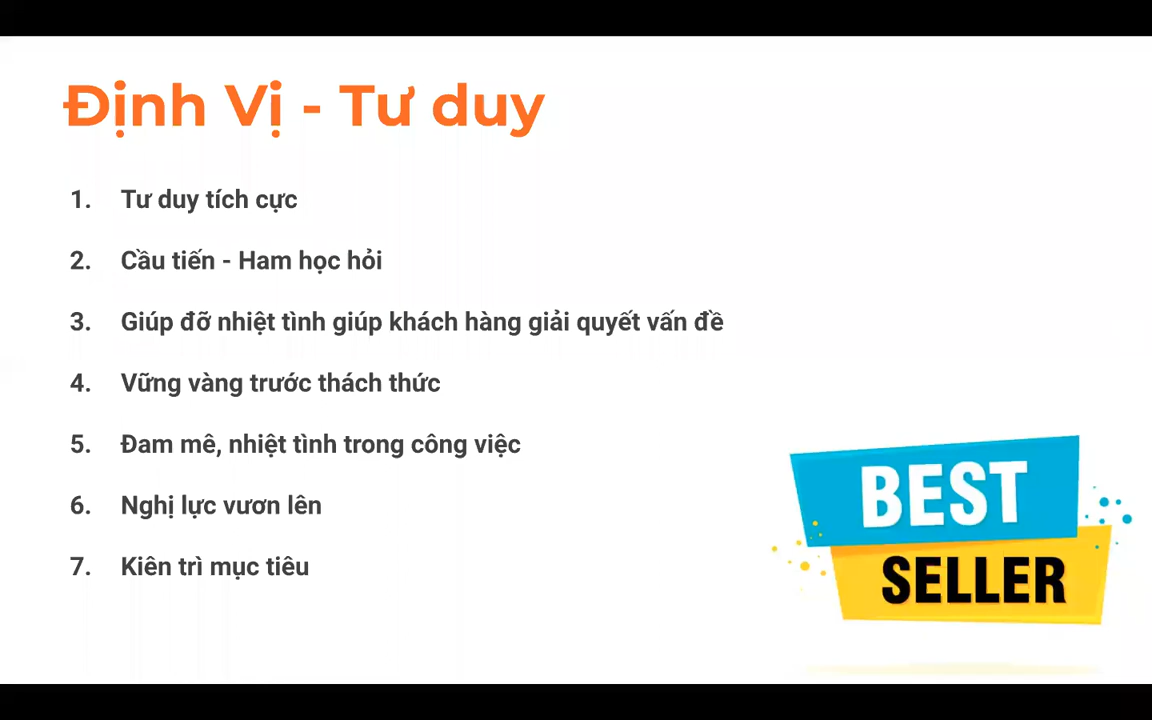 Định Vị - Tư duy
1. Tư duy tích cực
2. Cầu tiến - Ham học hỏi
3. Giúp đỡ nhiệt tình giúp khách hàng giải quyết vấn đề
4. Vững vàng trước thách thức
5. Đam mê, nhiệt tình trong công việc
6. Nghị lực vươn lên
7. Kiên trì mục tiêu
BEST
SELLER